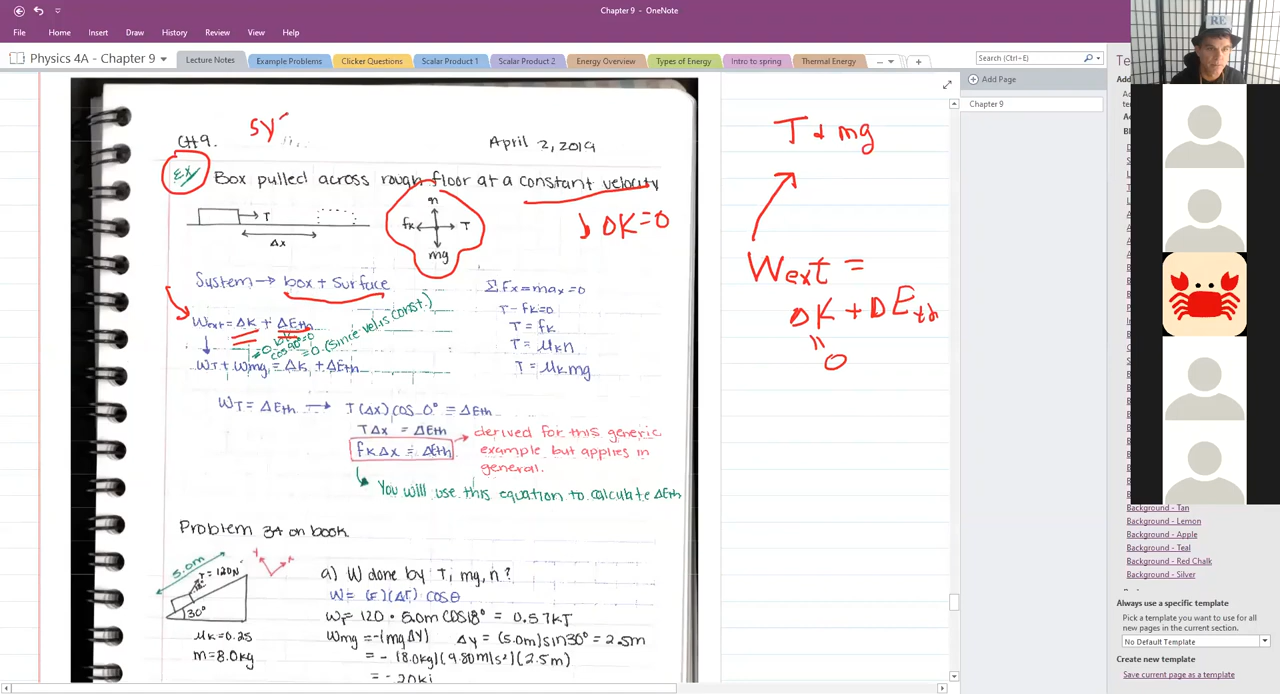 Chapter 9 - OneNote
File Home Insert Draw History Review View Help
Physics 4A - Chapter 9 Lecture Notes Example Problems Clicker Questions Scalar Product 1 Scalar Product 2 Energy Overview Types of Energy Intro to spring Thermal Energy
Search (Ctrl+E)
Add Page
Chapter 9
RE
CH9. SY
April 2, 2019
EX Box pulled across rough floor at a constant velocity
T
Δx
n
fk T
mg
ΔK=0
System → box + surface
Wext = ΔK + ΔEth
cos90°=0
=0 (since vel is const.)
WT + Wmg = ΔK + ΔEth
ΣFx = max = 0
T - fk = 0
T = fk
T = μkn
T = μkmg
WT = ΔEth → T(Δx)cos 0° = ΔEth
TΔx = ΔEth
fkΔx = ΔEth
derived for this generic
example but applies in
general.
You will use this equation to calculate ΔEth
T + mg
Wext =
ΔK + ΔEth
"
0
Problem 34 on book
5.0m
T = 120N
Y X
30°
μk = 0.25
m = 8.0kg
a) W done by T, mg, n?
W = (F)(Δr) cosθ
WT = 120 · 5.0m cos18° = 0.57kJ
Wmg = -(mgΔy) Δy = (5.0m)sin30° = 2.5m
= -(8.0kg)(9.80m/s²)(2.5m)
Background - Tan
Background - Lemon
Background - Apple
Background - Teal
Background - Red Chalk
Background - Silver
Always use a specific template
Pick a template you want to use for all
new pages in the current section.
No Default Template
Create new template
Save current page as a template